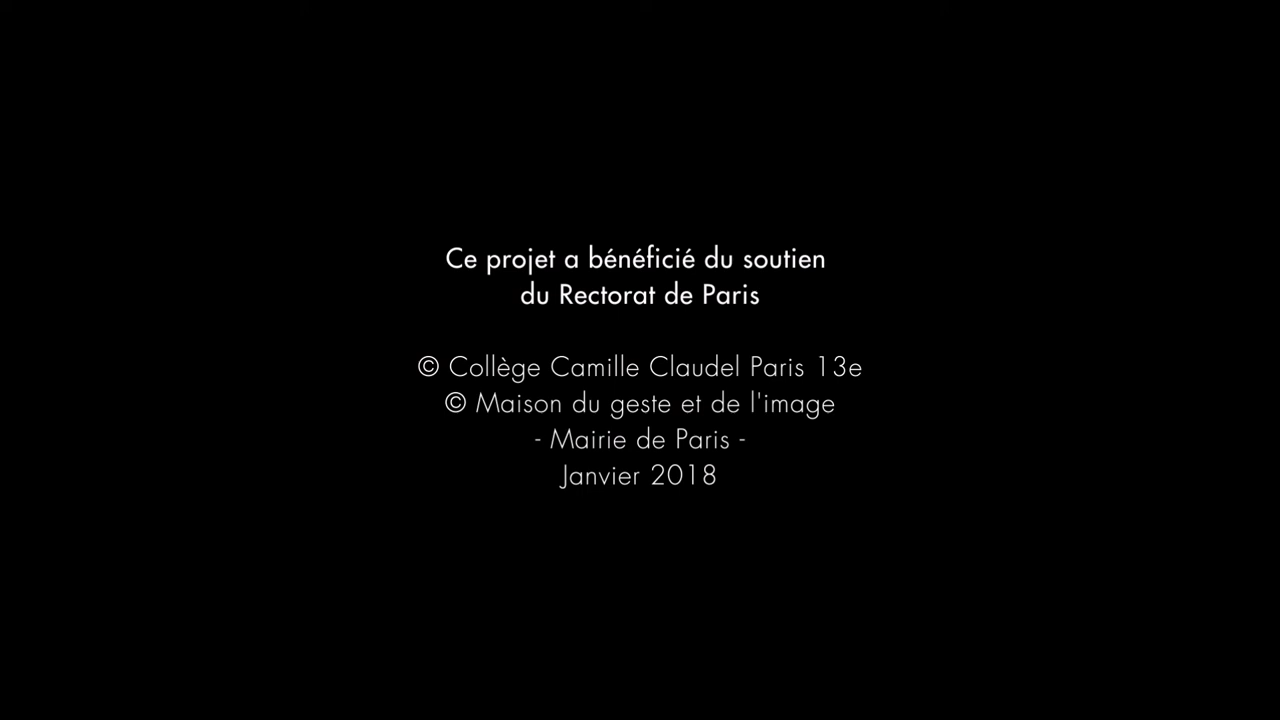 Ce projet a bénéficié du soutien
du Rectorat de Paris
© Collège Camille Claudel Paris 13e
© Maison du geste et de l'image
- Mairie de Paris -
Janvier 2018